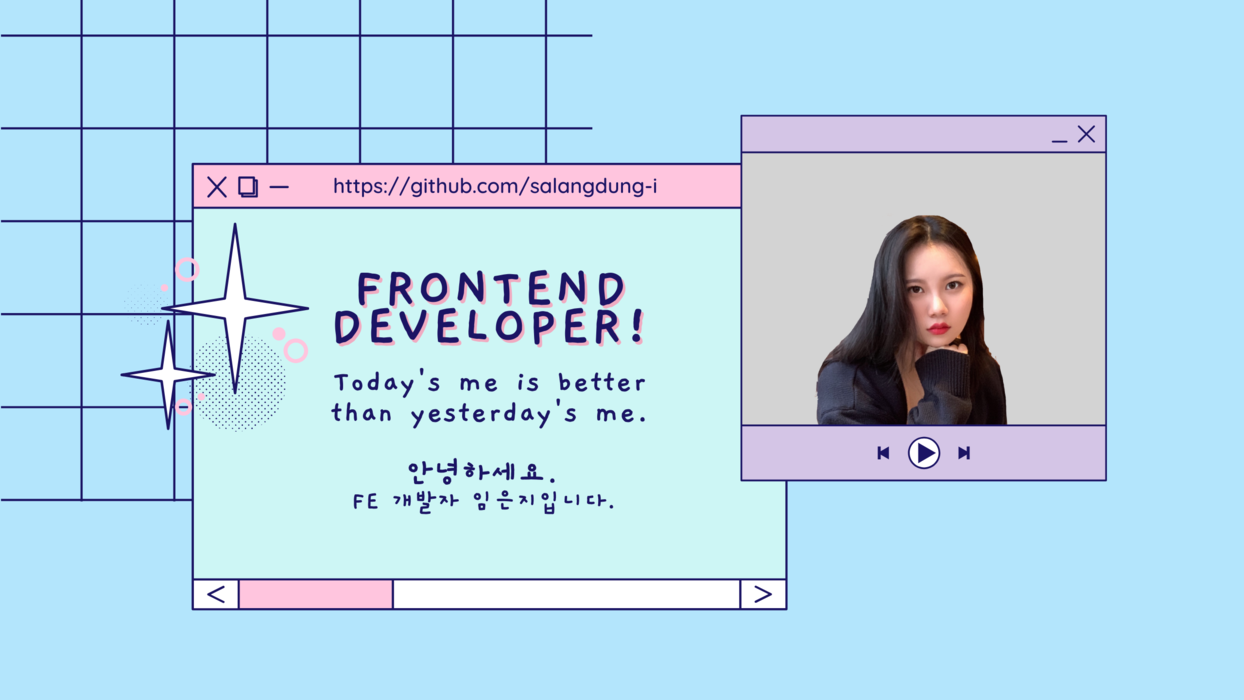 https://github.com/salangdung-i
FRONTEND
DEVELOPER!
Today's me is better
than yesterday's me.
안녕하세요.
FE 개발자 임은지입니다.